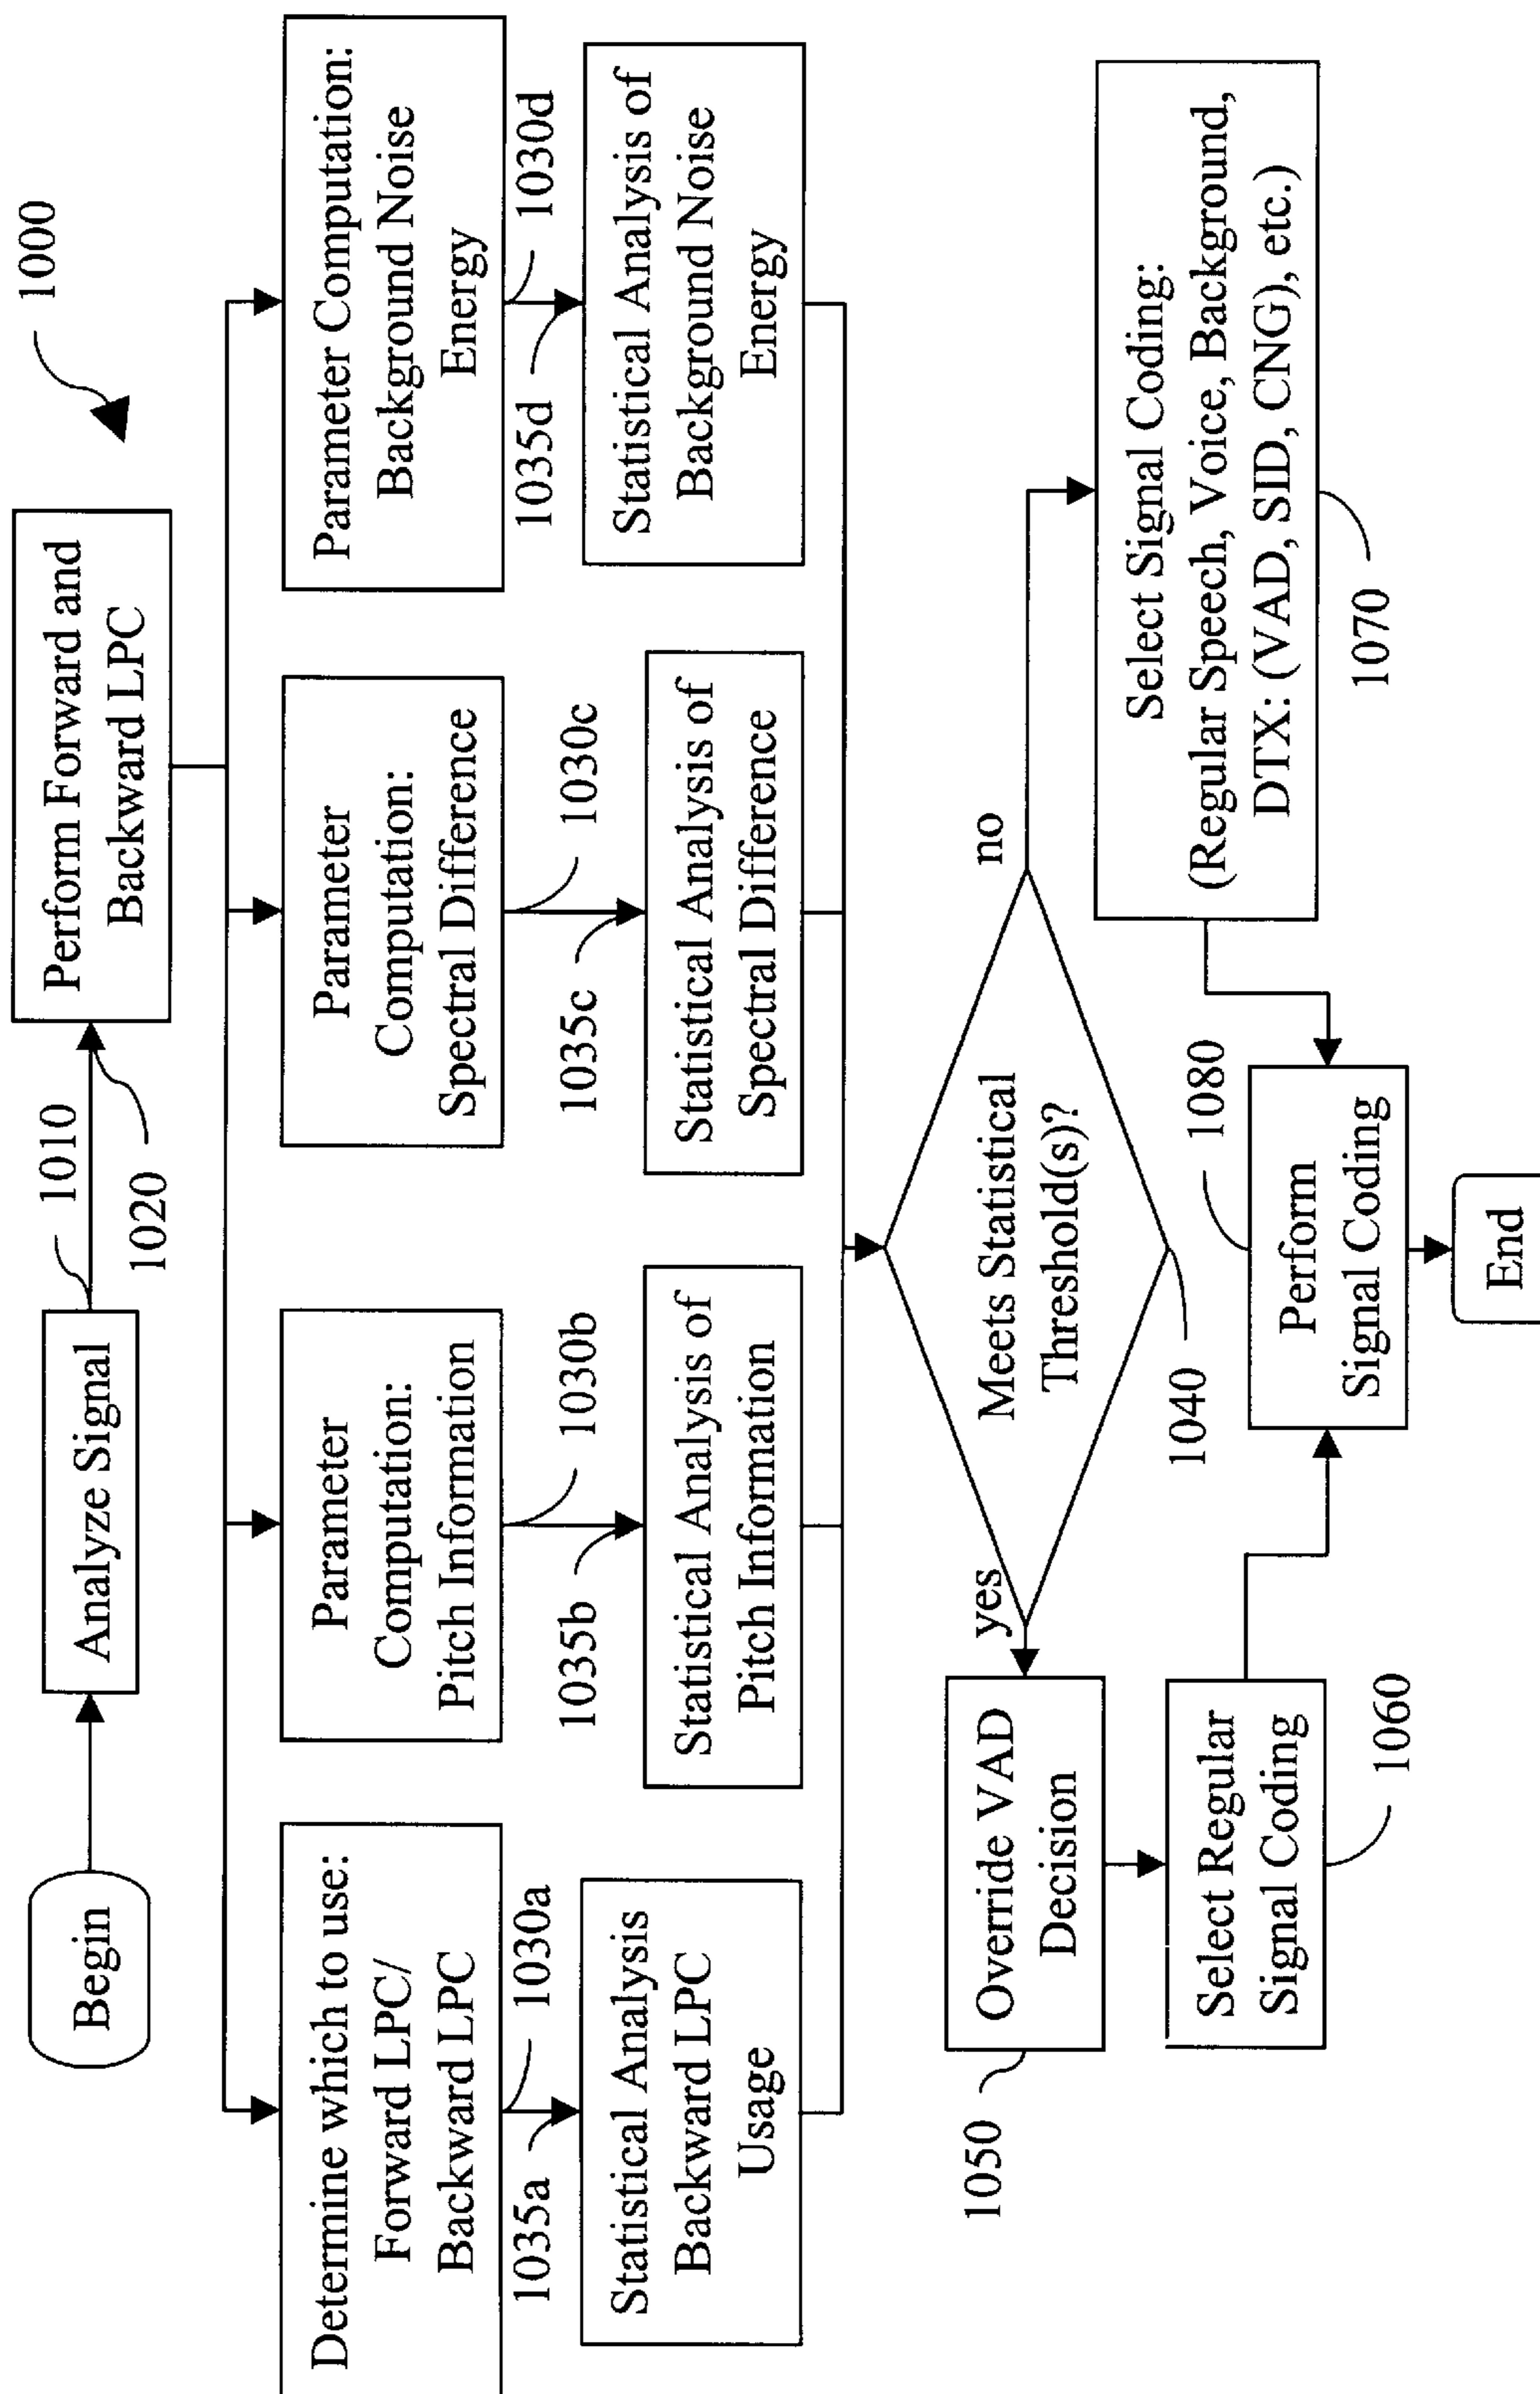 1000
Begin
Analyze Signal
1010
1020
Perform Forward and
Backward LPC
Determine which to use:
Forward LPC/
Backward LPC
Parameter
Computation:
Pitch Information
Parameter
Computation:
Spectral Difference
Parameter Computation:
Background Noise
Energy
1035a
1030a
1035b
1030b
1035c
1030c
1035d
1030d
Statistical Analysis
Backward LPC
Usage
Statistical Analysis of
Pitch Information
Statistical Analysis of
Spectral Difference
Statistical Analysis of
Background Noise
Energy
Meets Statistical
Threshold(s)?
yes
no
1040
1050
Override VAD
Decision
Select Regular
Signal Coding
1060
Select Signal Coding:
(Regular Speech, Voice, Background,
DTX: (VAD, SID, CNG), etc.)
1070
1080
Perform
Signal Coding
End